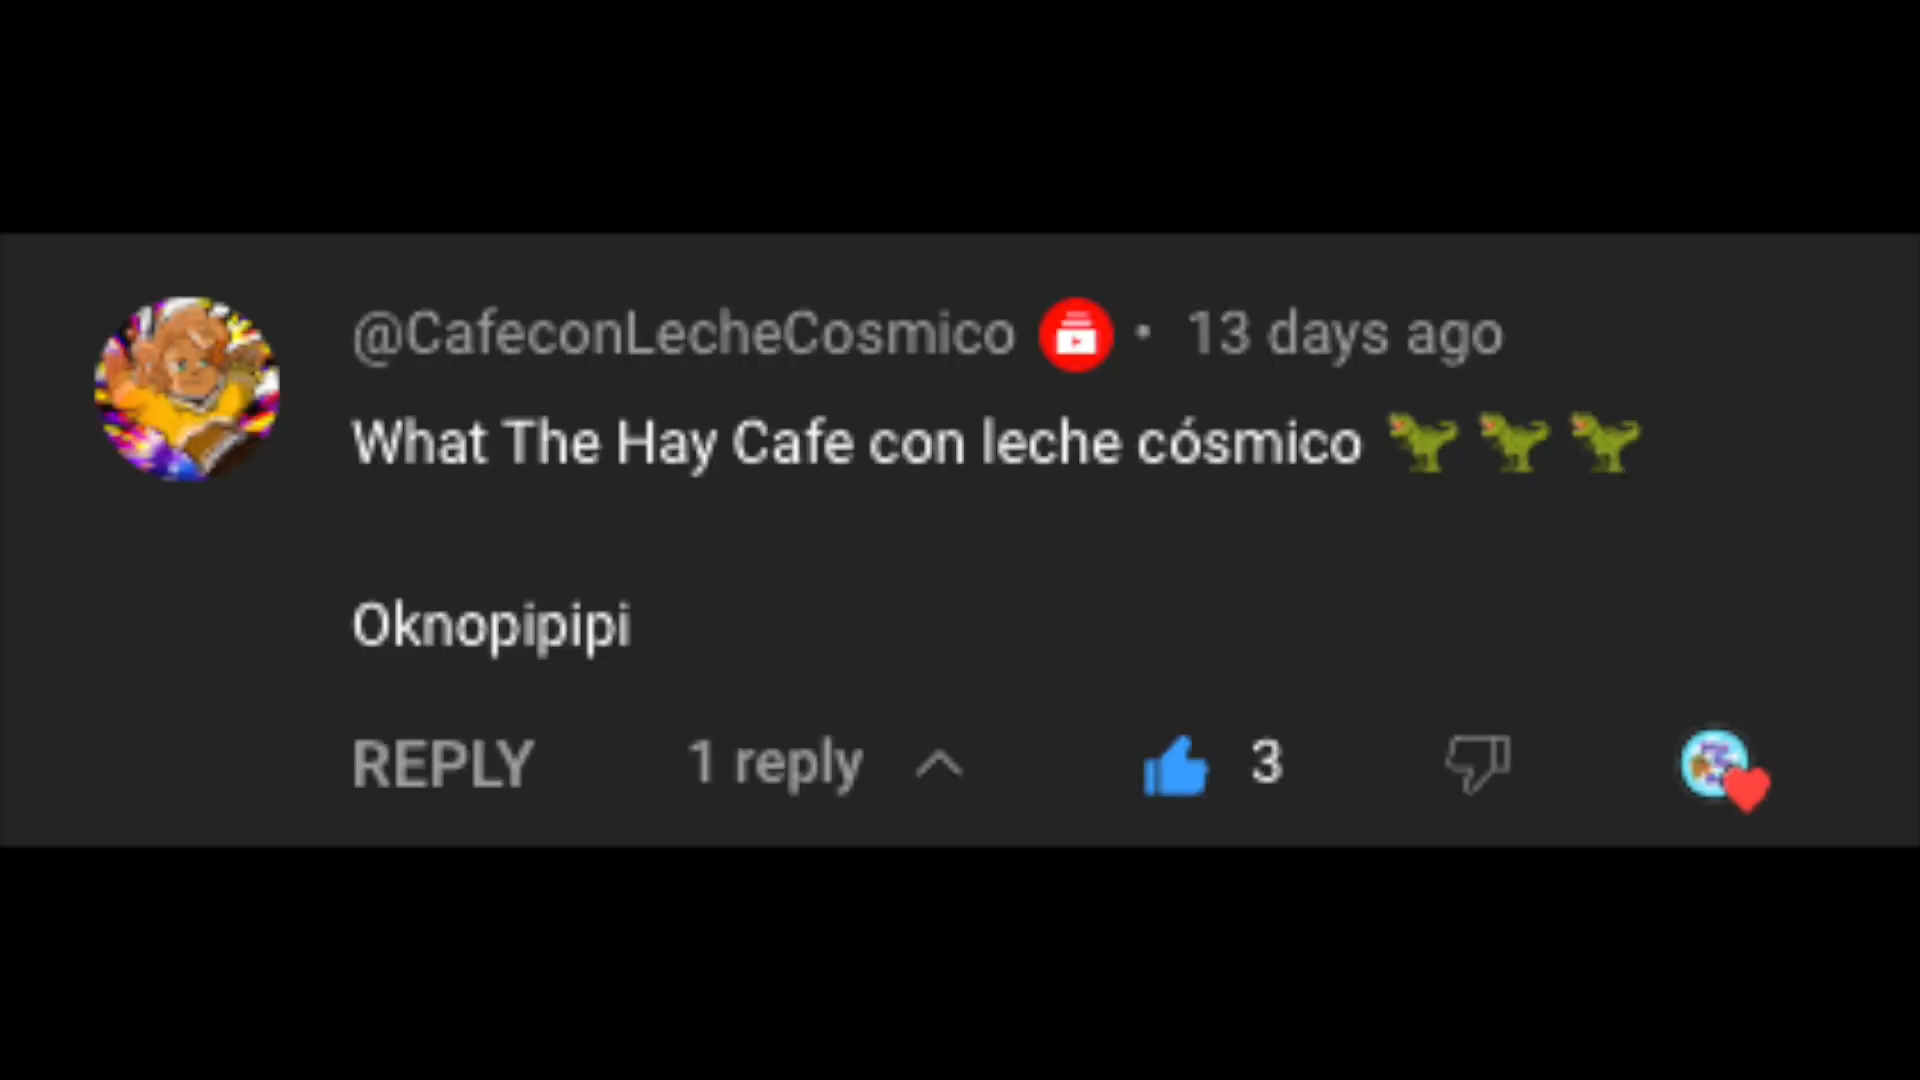 @CafeconLecheCosmico • 13 days ago
What The Hay Cafe con leche cósmico 🦖🦖🦖
Oknopipipi
REPLY 1 reply 3